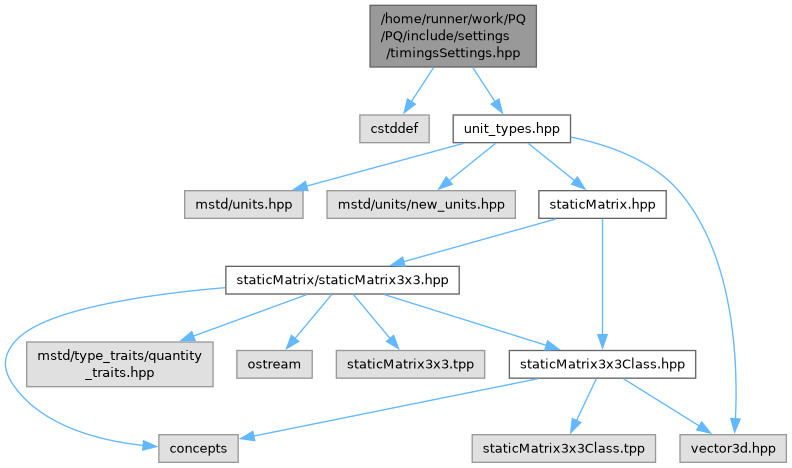 /home/runner/work/PQ
/PQ/include/settings
/timingsSettings.hpp
cstddef
unit_types.hpp
mstd/units.hpp
mstd/units/new_units.hpp
staticMatrix.hpp
staticMatrix/staticMatrix3x3.hpp
mstd/type_traits/quantity
_traits.hpp
ostream
staticMatrix3x3.tpp
staticMatrix3x3Class.hpp
concepts
staticMatrix3x3Class.tpp
vector3d.hpp